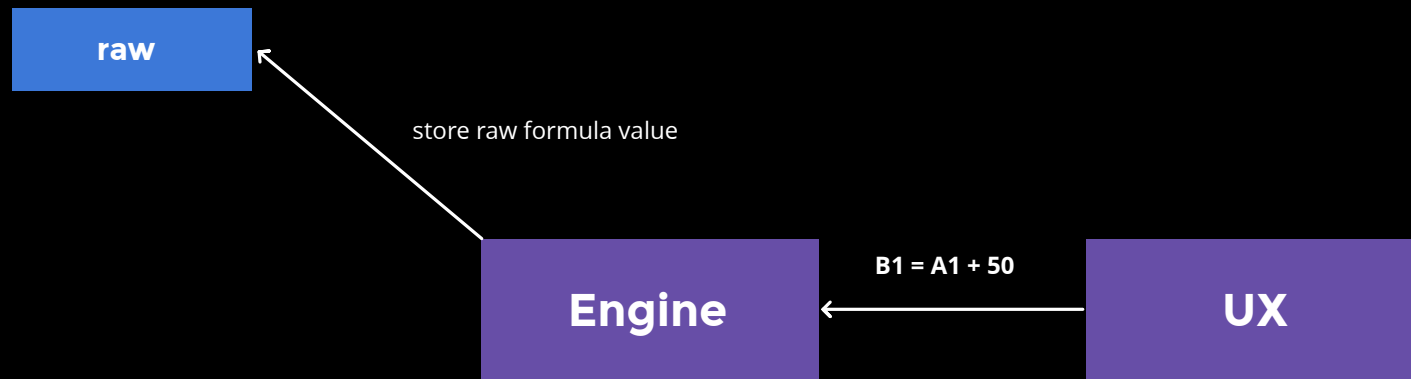 raw
store raw formula value
B1 = A1 + 50
Engine
UX